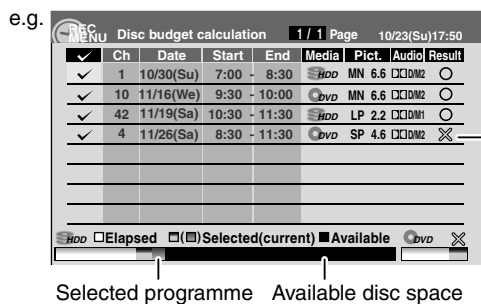 e.g.
REC MENU Disc budget calculation 1 / 1 Page 10/23(Su)17:50
✓ Ch Date Start End Media Pict. Audio Result
✓ 1 10/30(Su) 7:00 - 8:30 HDD MN 6.6 DD D/M2 ○
✓ 10 11/16(We) 9:30 - 10:00 DVD MN 6.6 DD D/M2 ○
✓ 42 11/19(Sa) 10:30 - 11:30 HDD LP 2.2 DD D/M1 ○
✓ 4 11/26(Sa) 8:30 - 11:30 DVD SP 4.6 DD D/M2 ✕
HDD □Elapsed □(■)Selected(current) ■Available DVD ✕
Selected programme Available disc space